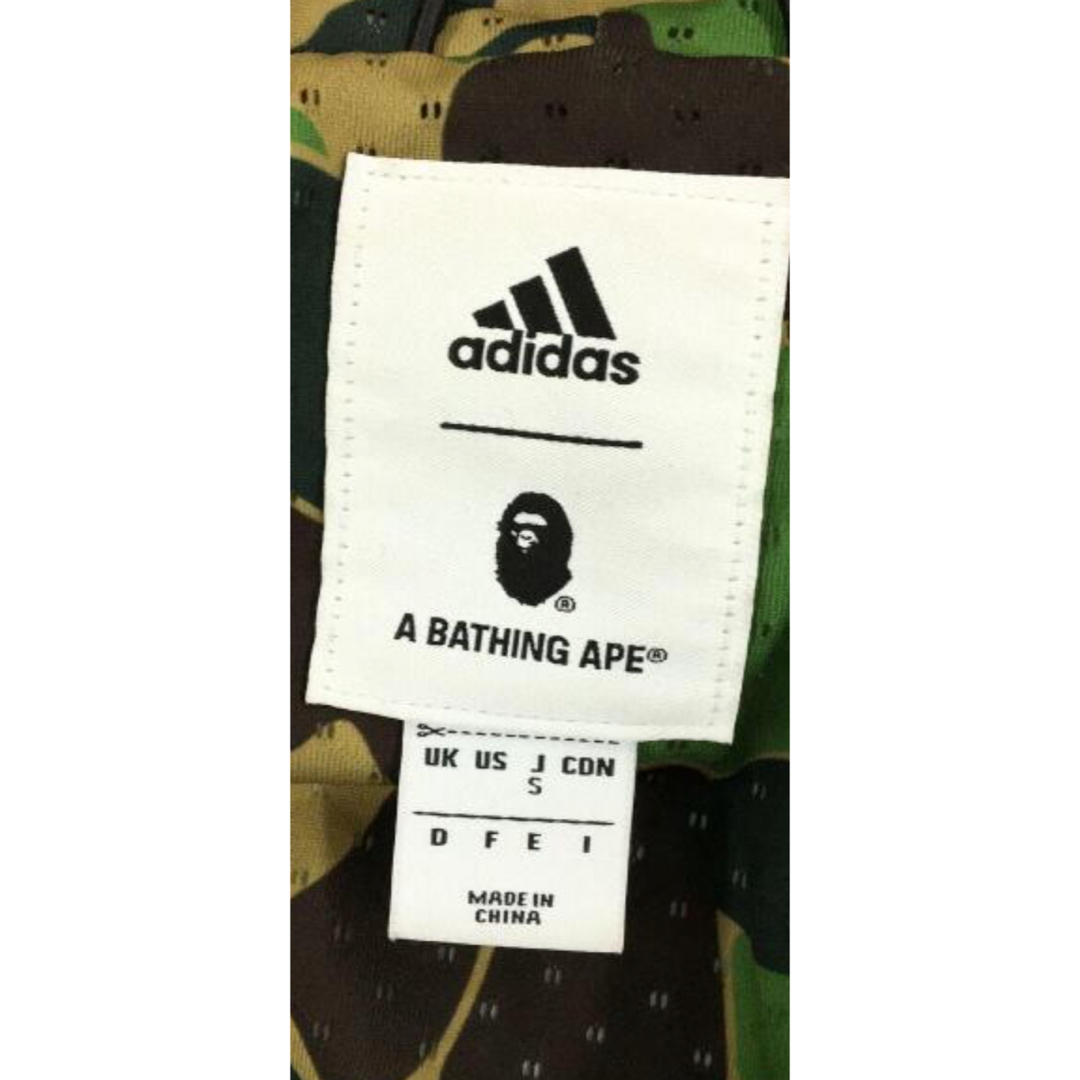 adidas
®
A BATHING APE®
UK US J CDN
S
D F E I
MADE IN
CHINA